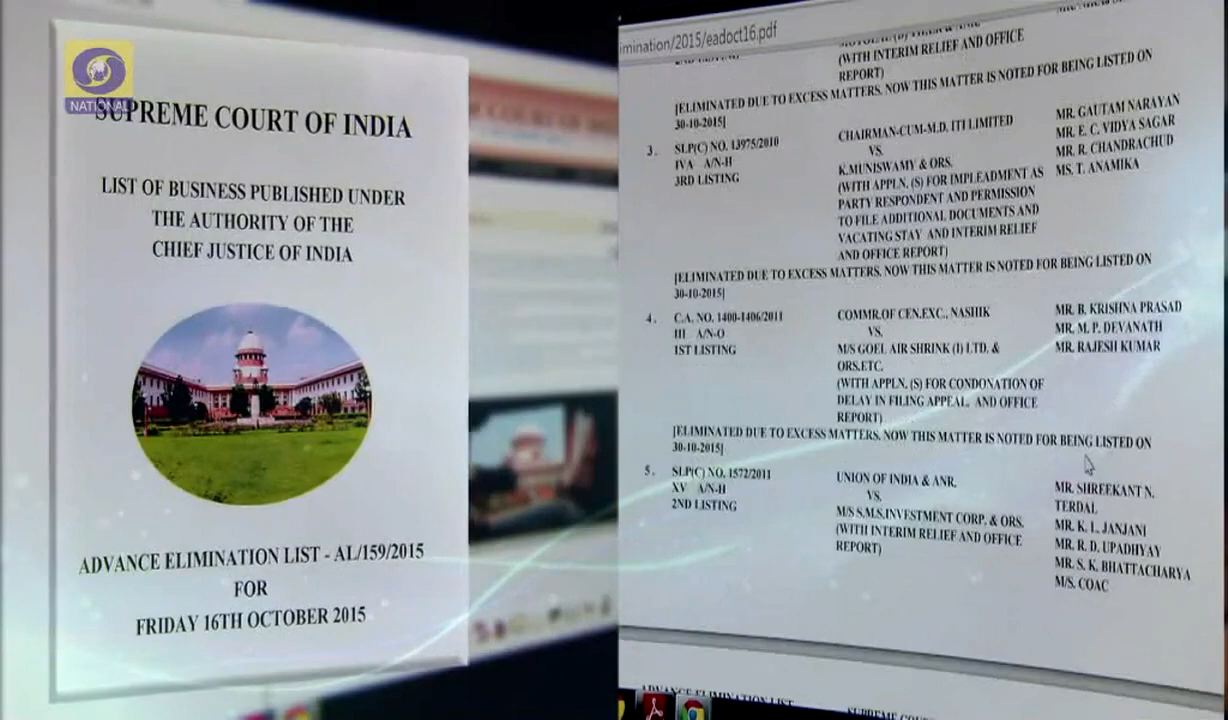 NATIONAL
SUPREME COURT OF INDIA
LIST OF BUSINESS PUBLISHED UNDER
THE AUTHORITY OF THE
CHIEF JUSTICE OF INDIA
ADVANCE ELIMINATION LIST - AL/159/2015
FOR
FRIDAY 16TH OCTOBER 2015
imination/2015/eadoct16.pdf
(WITH INTERIM RELIEF AND OFFICE
REPORT)
[ELIMINATED DUE TO EXCESS MATTERS. NOW THIS MATTER IS NOTED FOR BEING LISTED ON
30-10-2015]
3. SLP(C) NO. 13975/2010 CHAIRMAN-CUM-M.D. ITI LIMITED MR. GAUTAM NARAYAN
IVA A/N-H VS. MR. E. C. VIDYA SAGAR
3RD LISTING K.MUNISWAMY & ORS. MR. R. CHANDRACHUD
(WITH APPLN. (S) FOR IMPLEADMENT AS MS. T. ANAMIKA
PARTY RESPONDENT AND PERMISSION
TO FILE ADDITIONAL DOCUMENTS AND
VACATING STAY AND INTERIM RELIEF
AND OFFICE REPORT)
[ELIMINATED DUE TO EXCESS MATTERS. NOW THIS MATTER IS NOTED FOR BEING LISTED ON
30-10-2015]
4. C.A. NO. 1400-1406/2011 COMMR.OF CEN.EXC., NASHIK MR. B. KRISHNA PRASAD
III A/N-O VS. MR. M. P. DEVANATH
1ST LISTING M/S GOEL AIR SHRINK (I) LTD. & MR. RAJESH KUMAR
ORS.ETC.
(WITH APPLN. (S) FOR CONDONATION OF
DELAY IN FILING APPEAL, AND OFFICE
REPORT)
[ELIMINATED DUE TO EXCESS MATTERS. NOW THIS MATTER IS NOTED FOR BEING LISTED ON
30-10-2015]
5. SLP(C) NO. 1572/2011 UNION OF INDIA & ANR. MR. SHREEKANT N.
XV A/N-H VS. TERDAL
2ND LISTING M/S S.M.S.INVESTMENT CORP. & ORS. MR. K. L. JANJANI
(WITH INTERIM RELIEF AND OFFICE MR. R. D. UPADHYAY
REPORT) MR. S. K. BHATTACHARYA
M/S. COAC
ADVANCE ELIMINATION LIST